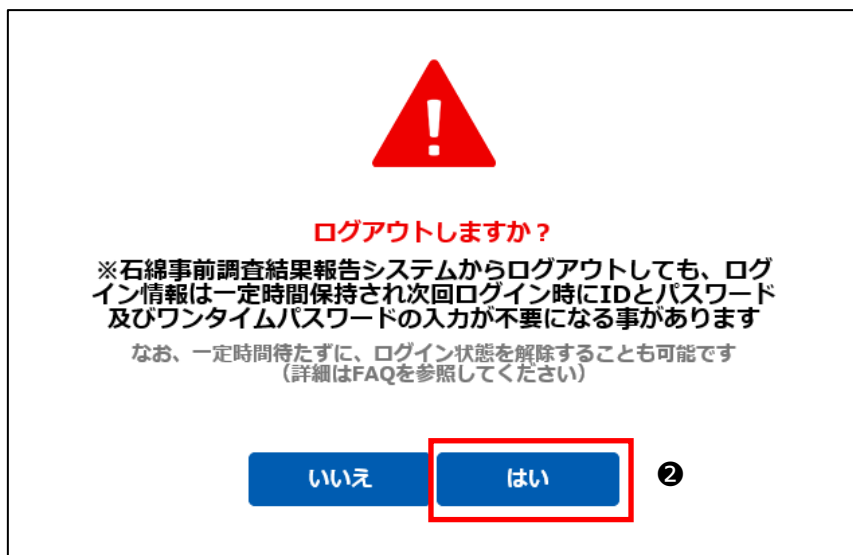 ログアウトしますか？
※石綿事前調査結果報告システムからログアウトしても、ログ
イン情報は一定時間保持され次回ログイン時にIDとパスワード
及びワンタイムパスワードの入力が不要になる事があります
なお、一定時間待たずに、ログイン状態を解除することも可能です
（詳細はFAQを参照してください）
いいえ はい ❷